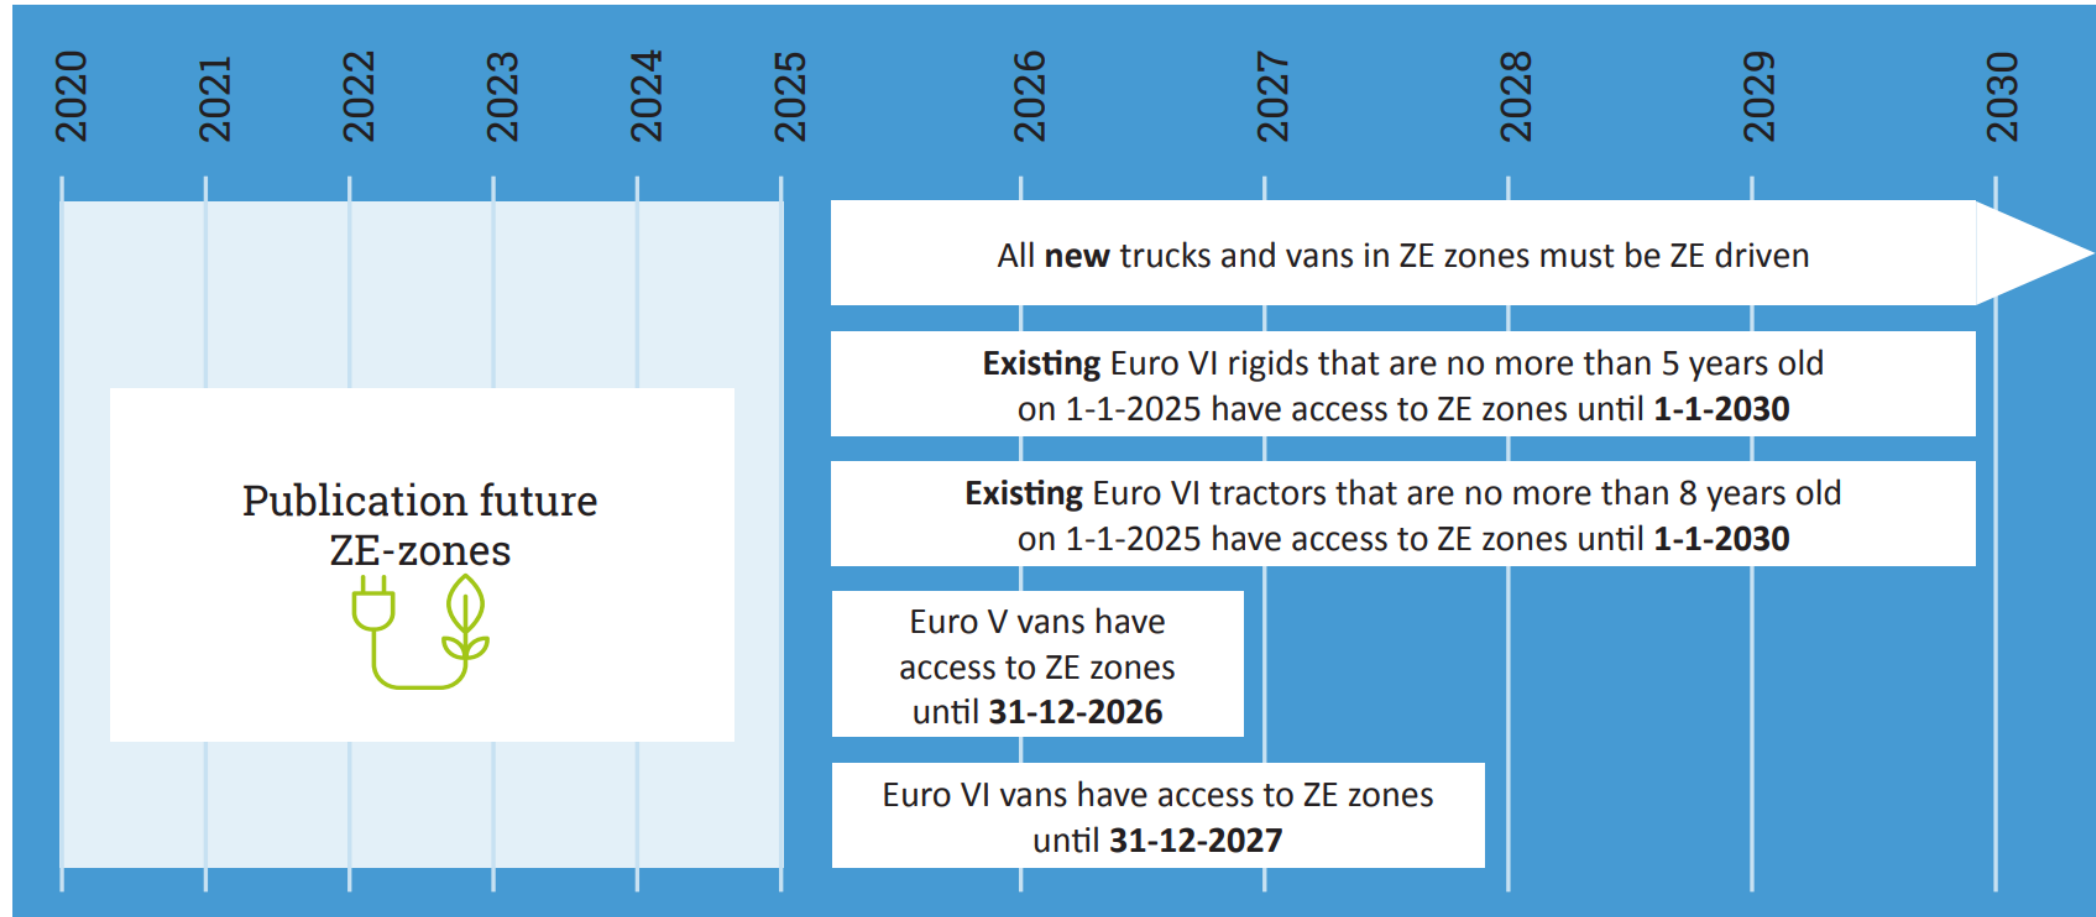 2020
2021
2022
2023
2024
2025
2026
2027
2028
2029
2030
Publication future
ZE-zones
All new trucks and vans in ZE zones must be ZE driven
Existing Euro VI rigids that are no more than 5 years old
on 1-1-2025 have access to ZE zones until 1-1-2030
Existing Euro VI tractors that are no more than 8 years old
on 1-1-2025 have access to ZE zones until 1-1-2030
Euro V vans have
access to ZE zones
until 31-12-2026
Euro VI vans have access to ZE zones
until 31-12-2027